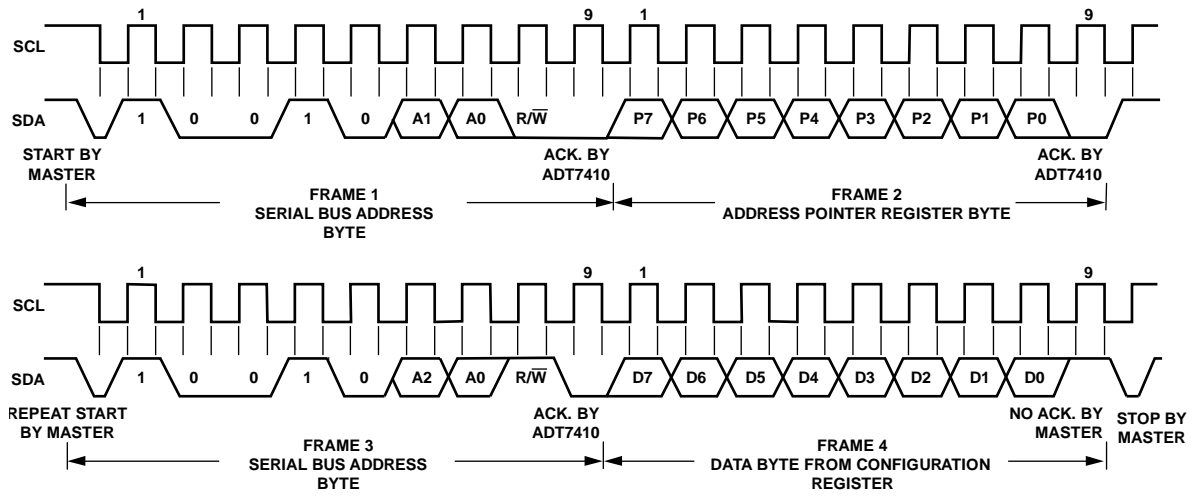 1 9 1 9
SCL
SDA 1 0 0 1 0 A1 A0 R/W P7 P6 P5 P4 P3 P2 P1 P0
START BY
MASTER
ACK. BY
ADT7410
ACK. BY
ADT7410
FRAME 1
SERIAL BUS ADDRESS
BYTE
FRAME 2
ADDRESS POINTER REGISTER BYTE
1 9 1 9
SCL
SDA 1 0 0 1 0 A2 A0 R/W D7 D6 D5 D4 D3 D2 D1 D0
REPEAT START
BY MASTER
ACK. BY
ADT7410
NO ACK. BY
MASTER
STOP BY
MASTER
FRAME 3
SERIAL BUS ADDRESS
BYTE
FRAME 4
DATA BYTE FROM CONFIGURATION
REGISTER